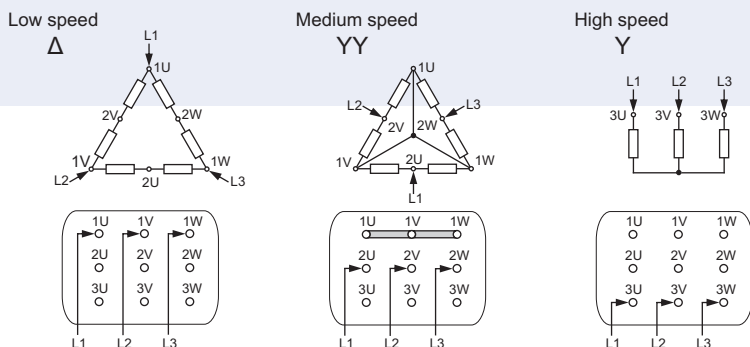 Low speed
Δ
L1
1U
2V
2W
1V
1W
L2
2U
L3
1U 1V 1W
2U 2V 2W
3U 3V 3W
L1 L2 L3
Medium speed
YY
1U
L2
L3
2V
2W
1V
2U
1W
L1
1U 1V 1W
2U 2V 2W
L1 L2 L3
High speed
Y
L1 L2 L3
3U 3V 3W
1U 1V 1W
2U 2V 2W
3U 3V 3W
L1 L2 L3